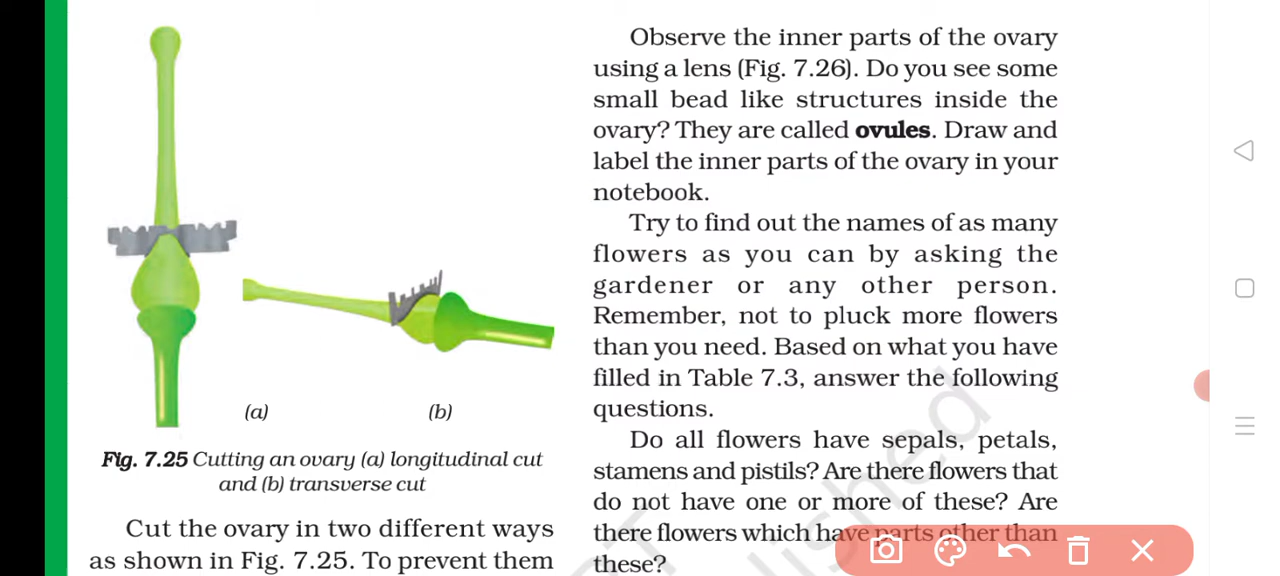 (a)
(b)
Fig. 7.25 Cutting an ovary (a) longitudinal cut
and (b) transverse cut
Cut the ovary in two different ways
as shown in Fig. 7.25. To prevent them
Observe the inner parts of the ovary
using a lens (Fig. 7.26). Do you see some
small bead like structures inside the
ovary? They are called ovules. Draw and
label the inner parts of the ovary in your
notebook.
Try to find out the names of as many
flowers as you can by asking the
gardener or any other person.
Remember, not to pluck more flowers
than you need. Based on what you have
filled in Table 7.3, answer the following
questions.
Do all flowers have sepals, petals,
stamens and pistils? Are there flowers that
do not have one or more of these? Are
there flowers which have parts other than
these?